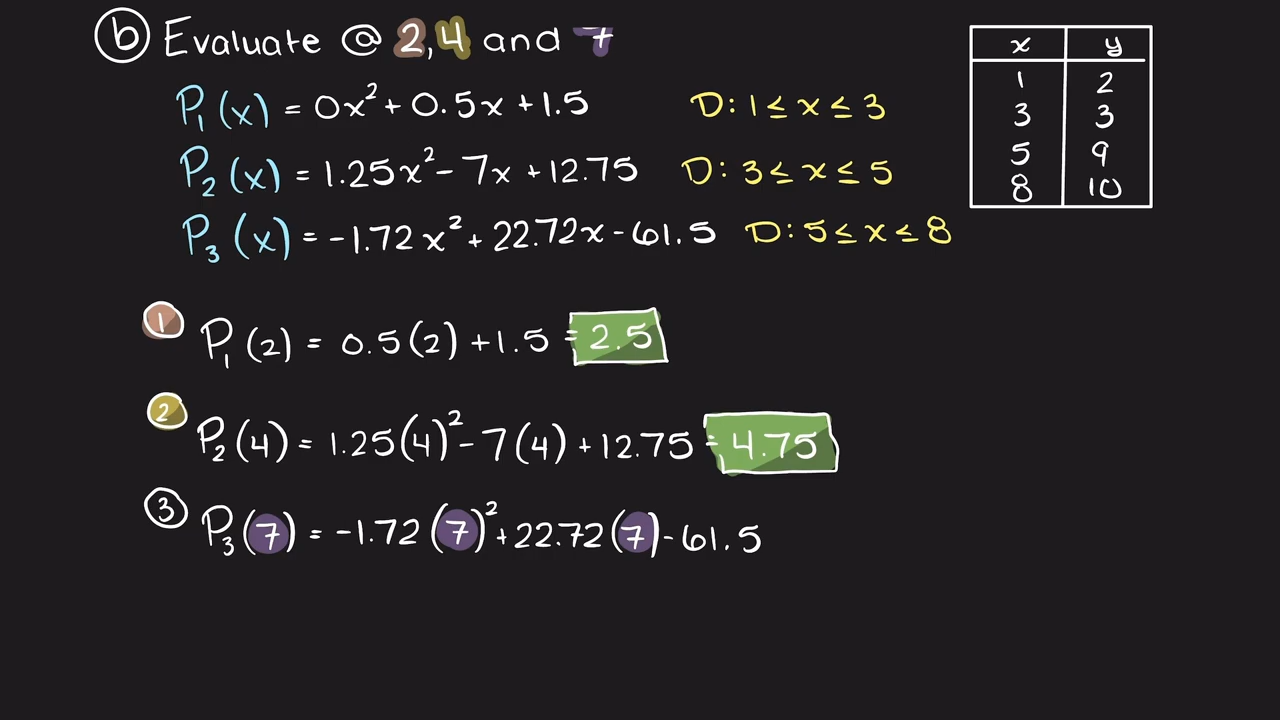 b Evaluate @ 2,4 and 7
P₁(x) = 0x² + 0.5x + 1.5 D: 1 ≤ x ≤ 3
P₂(x) = 1.25x² - 7x + 12.75 D: 3 ≤ x ≤ 5
P₃(x) = -1.72x² + 22.72x - 61.5 D: 5 ≤ x ≤ 8
x y
1 2
3 3
5 9
8 10
1 P₁(2) = 0.5(2) + 1.5 = 2.5
2 P₂(4) = 1.25(4)² - 7(4) + 12.75 = 4.75
3 P₃(7) = -1.72(7)² + 22.72(7) - 61.5